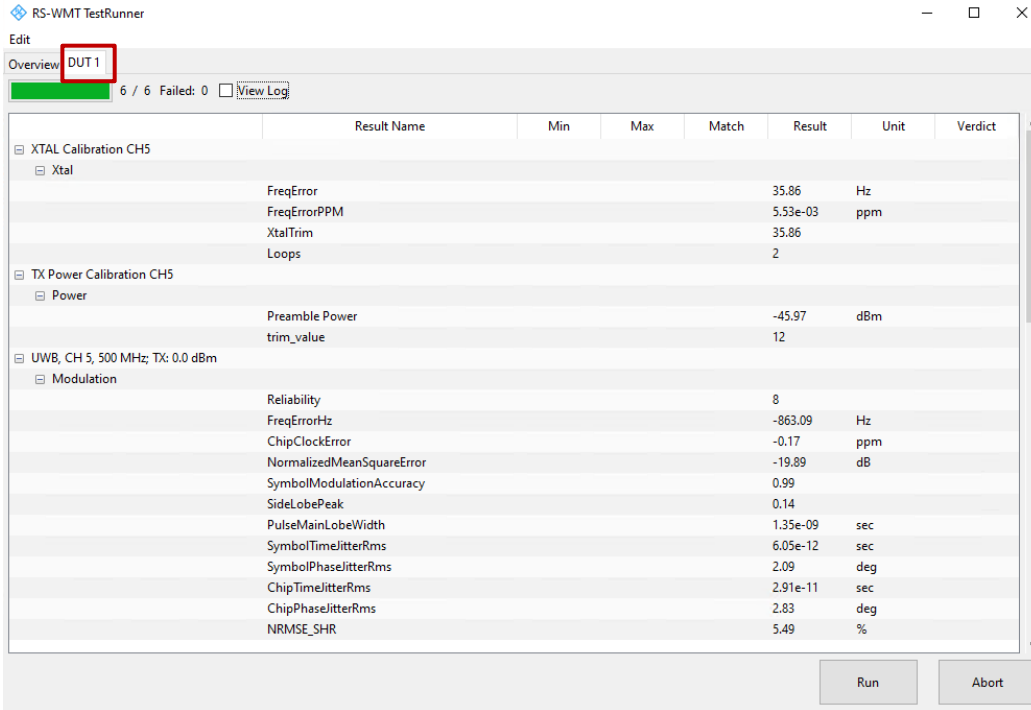 RS-WMT TestRunner
Edit
Overview DUT 1
6 / 6 Failed: 0 View Log
Result Name Min Max Match Result Unit Verdict
XTAL Calibration CH5
Xtal
FreqError 35.86 Hz
FreqErrorPPM 5.53e-03 ppm
XtalTrim 35.86
Loops 2
TX Power Calibration CH5
Power
Preamble Power -45.97 dBm
trim_value 12
UWB, CH 5, 500 MHz; TX: 0.0 dBm
Modulation
Reliability 8
FreqErrorHz -863.09 Hz
ChipClockError -0.17 ppm
NormalizedMeanSquareError -19.89 dB
SymbolModulationAccuracy 0.99
SideLobePeak 0.14
PulseMainLobeWidth 1.35e-09 sec
SymbolTimeJitterRms 6.05e-12 sec
SymbolPhaseJitterRms 2.09 deg
ChipTimeJitterRms 2.91e-11 sec
ChipPhaseJitterRms 2.83 deg
NRMSE_SHR 5.49 %
Run Abort